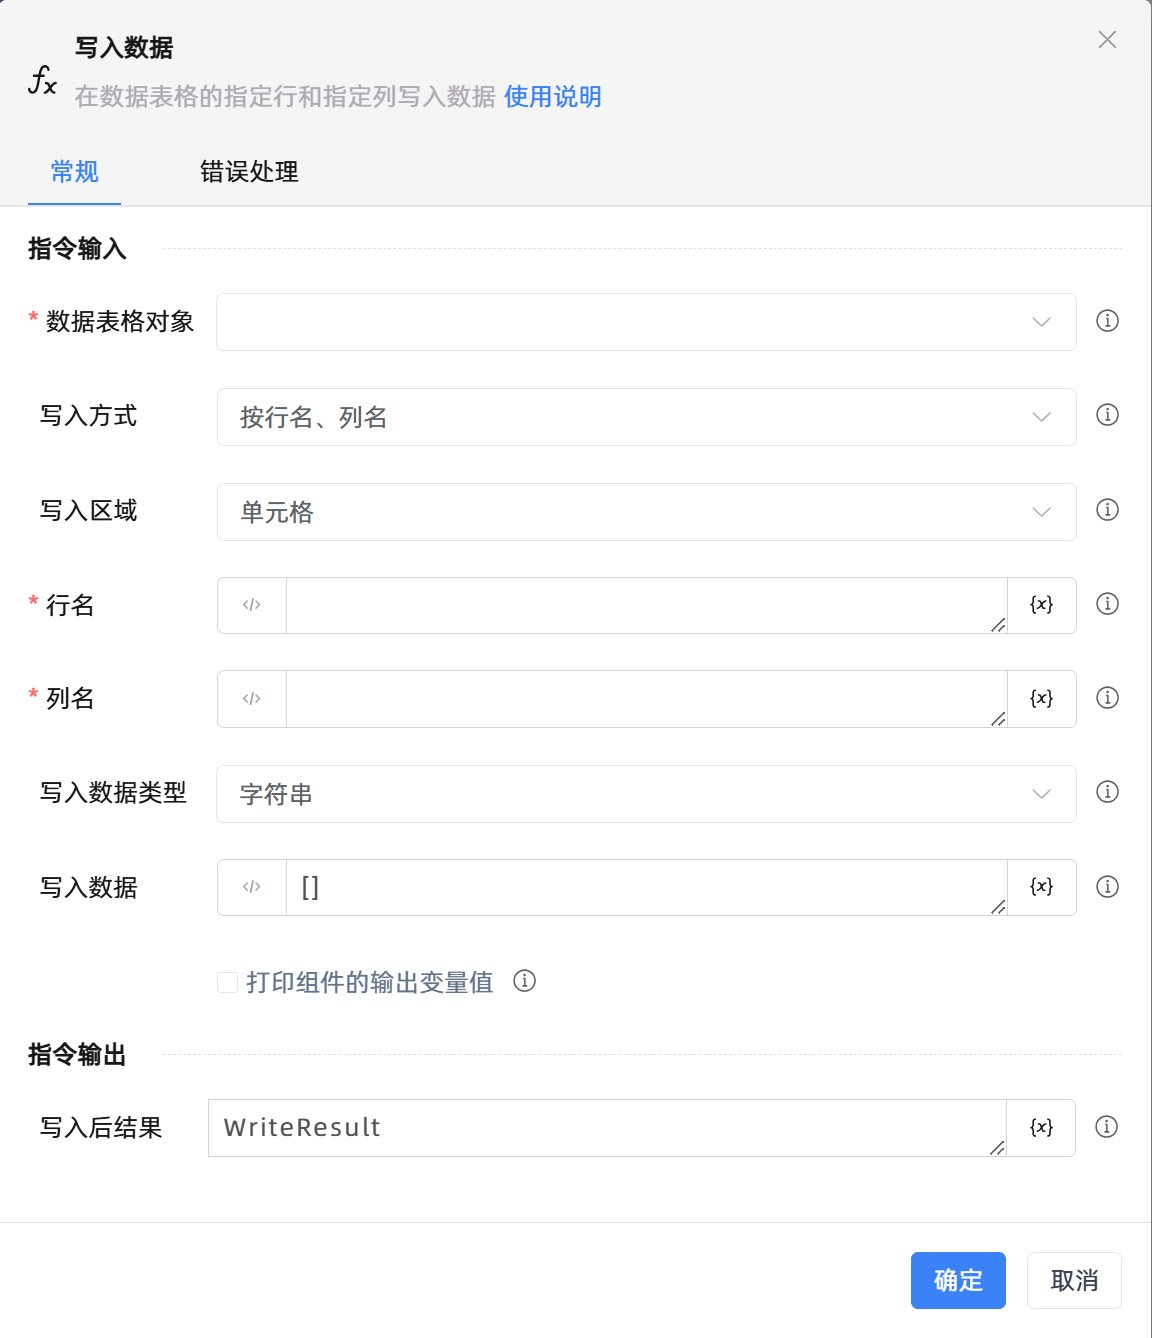 写入数据
在数据表格的指定行和指定列写入数据 使用说明
常规 错误处理
指令输入
* 数据表格对象
写入方式 按行名、列名
写入区域 单元格
* 行名 </> {x}
* 列名 </> {x}
写入数据类型 字符串
写入数据 </> [] {x}
打印组件的输出变量值
指令输出
写入后结果 WriteResult {x}
确定 取消